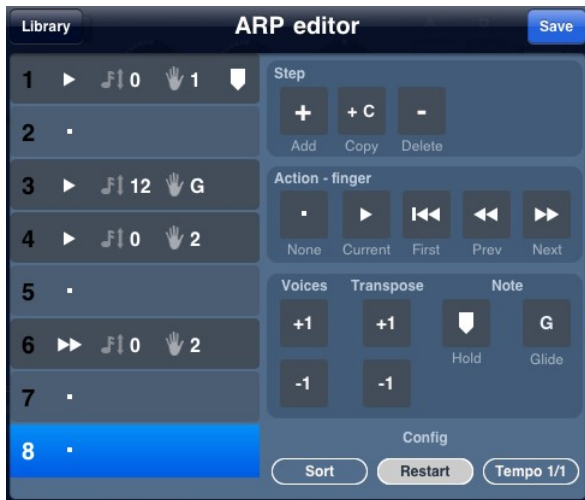 Library
ARP editor
Save
1 0 1
2
3 12 G
4 0 2
5
6 0 2
7
8
Step
+ + C -
Add Copy Delete
Action - finger
None Current First Prev Next
Voices Transpose Note
+1 +1 G
Hold Glide
-1 -1
Config
Sort Restart Tempo 1/1